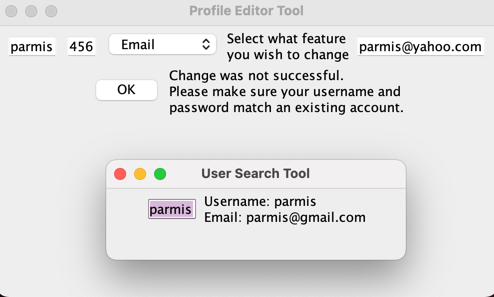 Profile Editor Tool
parmis 456 Email Select what feature
you wish to change parmis@yahoo.com
OK Change was not successful.
Please make sure your username and
password match an existing account.
User Search Tool
parmis Username: parmis
Email: parmis@gmail.com